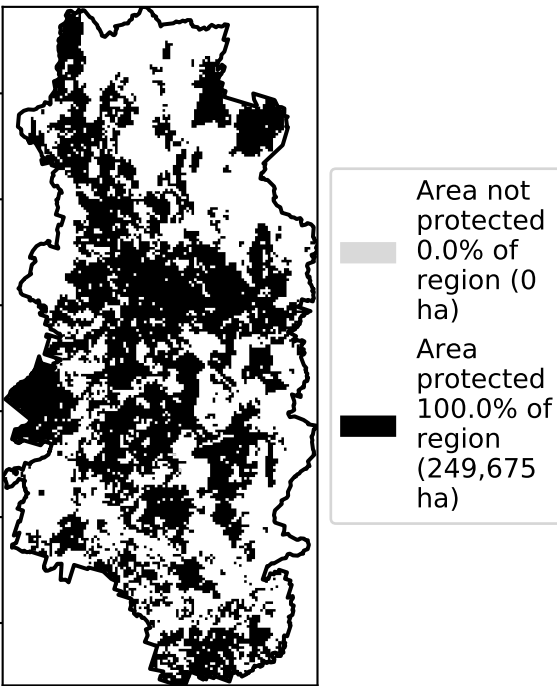 Area not
protected
0.0% of
region (0
ha)
Area
protected
100.0% of
region
(249,675
ha)